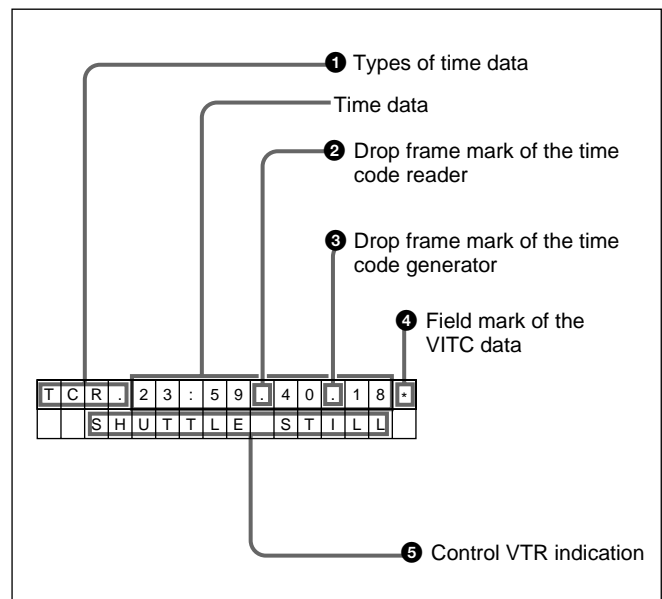 ❶ Types of time data
Time data
❷ Drop frame mark of the time
code reader
❸ Drop frame mark of the time
code generator
❹ Field mark of the
VITC data
TCR.23:59.40.18*
SHUTTLE STILL
❺ Control VTR indication